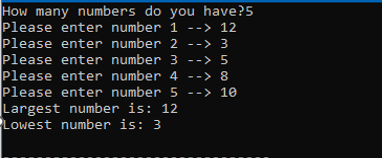 How many numbers do you have?5
Please enter number 1 --> 12
Please enter number 2 --> 3
Please enter number 3 --> 5
Please enter number 4 --> 8
Please enter number 5 --> 10
Largest number is: 12
Lowest number is: 3
--------------------------------